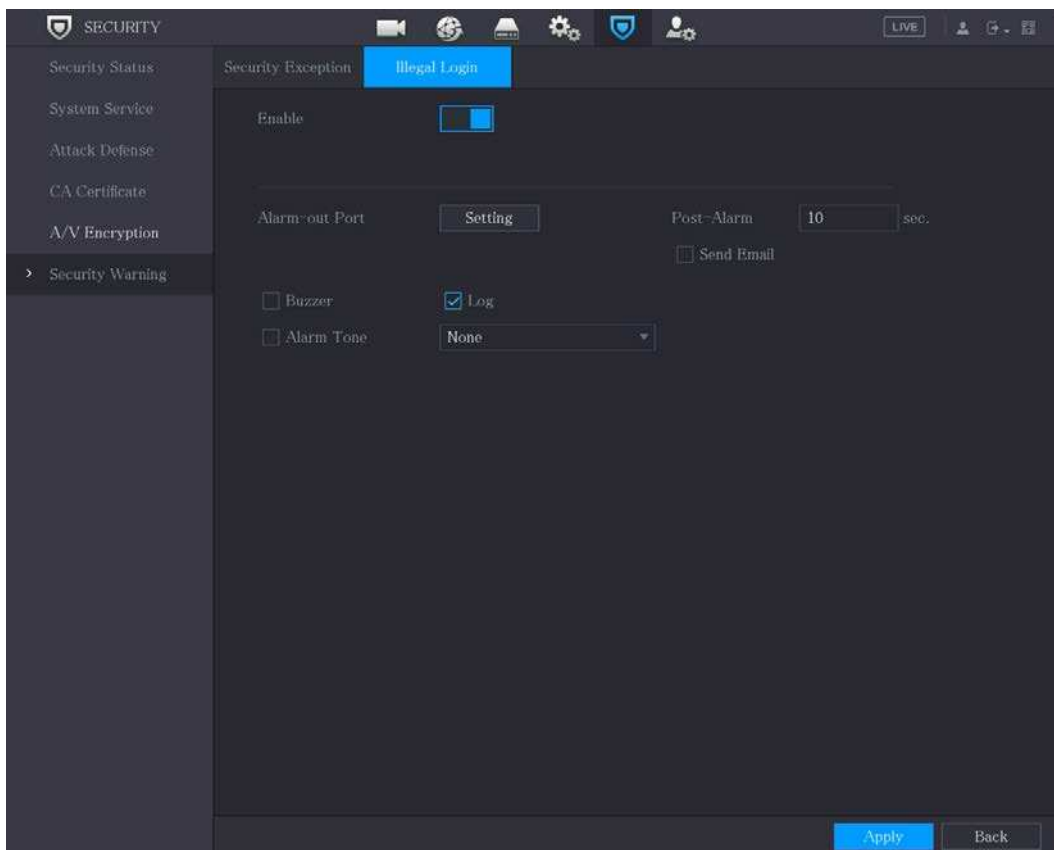 SECURITY
LIVE
Security Status
System Service
Attack Defense
CA Certificate
A/V Encryption
Security Warning
Security Exception
Illegal Login
Enable
Alarm-out Port
Setting
Post-Alarm
10
sec.
Send Email
Buzzer
Log
Alarm Tone
None
Apply
Back